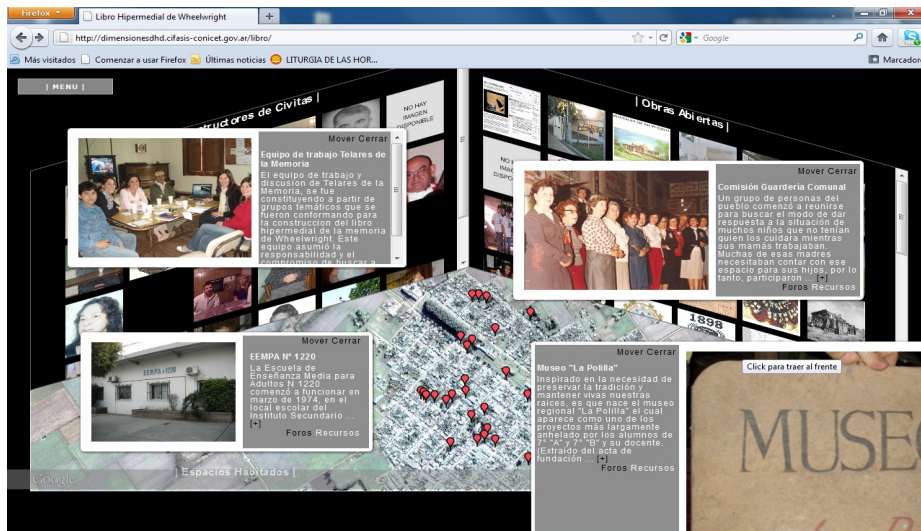 Firefox
Libro Hipermedial de Wheelwright
http://dimensionesdhd.cifasis-conicet.gov.ar/libro/
Google
Más visitados
Comenzar a usar Firefox
Últimas noticias
LITURGIA DE LAS HOR...
Marcador
| MENU |
ructores de Civitas |
NO HAY
IMAGEN
DISPONIBLE
| Obras Abiertas |
Mover Cerrar
Equipo de trabajo Telares de
la Memoria
El equipo de trabajo y
discusion de Telares de la
Memoria, se fue
constituyendo a partir de
grupos temáticos que se
fueron conformando para
la construccion del libro
hipermedial de la memoria
de Wheelwright. Este
equipo asumió la
responsabilidad y el
compromiso de buscar a
Mover Cerrar
Comisión Guardería Comunal
Un grupo de personas del
pueblo comenzó a reunirse
para buscar el modo de dar
respuesta a la situación de
muchos niños que no tenían
quien los cuidara mientras
sus mamás trabajaban.
Muchas de esas madres
necesitaban contar con ese
espacio para sus hijos, por lo
tanto, participaron ... [+]
Foros Recursos
1898
Mover Cerrar
EEMPA Nº 1220
La Escuela de
Enseñanza Media para
Adultos N 1220
comenzó a funcionar en
marzo de 1974, en el
local escolar del
Instituto Secundario ...
[+]
Foros Recursos
EEMPA nº 1220
Mover Cerrar
Museo "La Polilla"
Inspirado en la necesidad de
preservar la tradición y
mantener vivas nuestras
raíces, es que nace el museo
regional "La Polilla" el cual
aparece como uno de los
proyectos más largamente
anhelado por los alumnos de
7° "A" y 7° "B" y su docente.
(Extraído del acta de
fundación ... [+]
Foros Recursos
Click para traer al frente
MUSEO
| Espacios Habitados |
Google